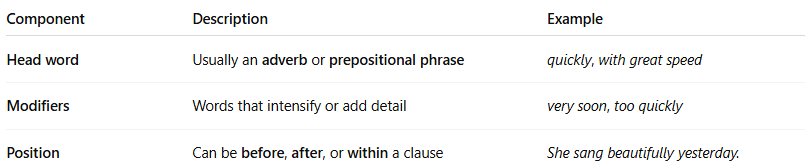 Component Description Example
Head word Usually an adverb or prepositional phrase quickly, with great speed
Modifiers Words that intensify or add detail very soon, too quickly
Position Can be before, after, or within a clause She sang beautifully yesterday.